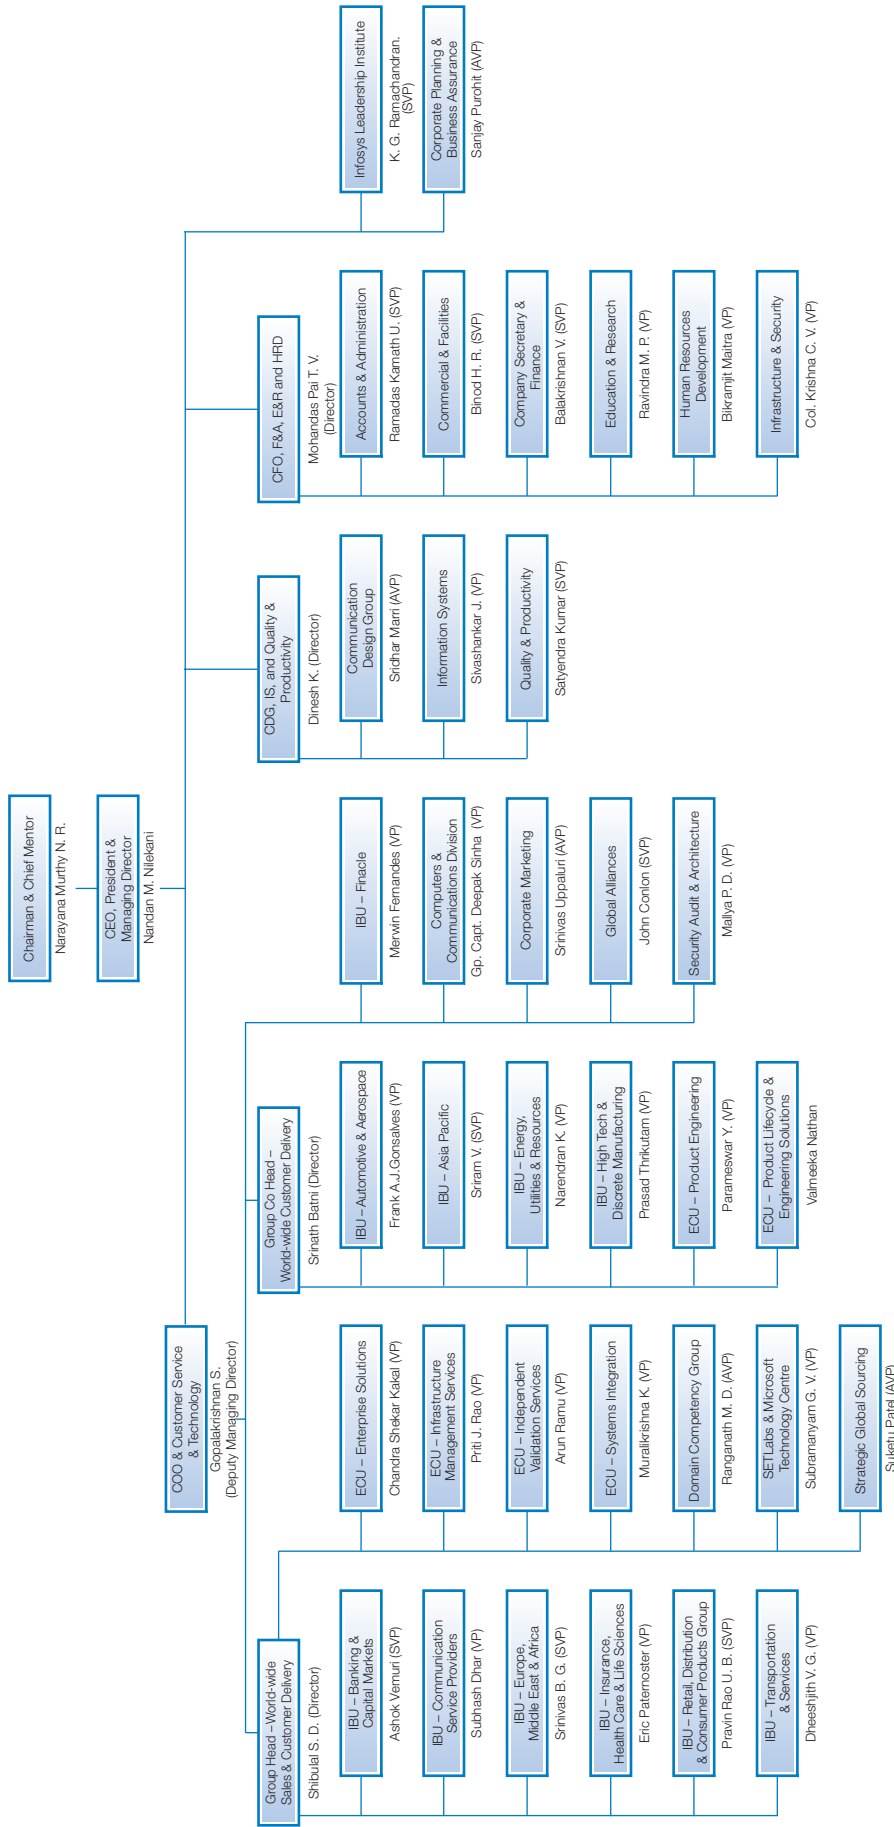 Chairman & Chief Mentor
Narayana Murthy N. R.
CEO, President &
Managing Director
Nandan M. Nilekani
COO & Customer Service
& Technology
Gopalakrishnan S.
(Deputy Managing Director)
Group Head –World-wide
Sales & Customer Delivery
Shibulal S. D. (Director)
IBU – Banking &
Capital Markets
Ashok Vemuri (SVP)
IBU – Communication
Service Providers
Subhash Dhar (VP)
IBU – Europe,
Middle East & Africa
Srinivas B. G. (SVP)
IBU – Insurance,
Health Care & Life Sciences
Eric Paternoster (VP)
IBU – Retail, Distribution
& Consumer Products Group
Pravin Rao U. B. (SVP)
IBU – Transportation
& Services
Dheeshjith V. G. (VP)
ECU – Enterprise Solutions
Chandra Shekar Kakal (VP)
ECU – Infrastructure
Management Services
Priti J. Rao (VP)
ECU – Independent
Validation Services
Arun Ramu (VP)
ECU – Systems Integration
Muralikrishna K. (VP)
Domain Competency Group
Ranganath M. D. (AVP)
SETLabs & Microsoft
Technology Centre
Subramanyam G. V. (VP)
Strategic Global Sourcing
Suketu Patel (AVP)
Group Co Head –
World-wide Customer Delivery
Srinath Batni (Director)
IBU – Automotive & Aerospace
Frank A.J.Gonsalves (VP)
IBU – Asia Pacific
Sriram V. (SVP)
IBU – Energy,
Utilities & Resources
Narendran K. (VP)
IBU – High Tech &
Discrete Manufacturing
Prasad Thrikutam (VP)
ECU – Product Engineering
Parameswar Y. (VP)
ECU – Product Lifecycle &
Engineering Solutions
Valmeeka Nathan
IBU – Finacle
Merwin Fernandes (VP)
Computers &
Communications Division
Gp. Capt. Deepak Sinha (VP)
Corporate Marketing
Srinivas Uppaluri (AVP)
Global Alliances
John Conlon (SVP)
Security Audit & Architecture
Mallya P. D. (VP)
CDG, IS, and Quality &
Productivity
Dinesh K. (Director)
Communication
Design Group
Sridhar Marri (AVP)
Information Systems
Sivashankar J. (VP)
Quality & Productivity
Satyendra Kumar (SVP)
CFO, F&A, E&R and HRD
Mohandas Pai T. V.
(Director)
Accounts & Administration
Ramadas Kamath U. (SVP)
Commercial & Facilities
Binod H. R. (SVP)
Company Secretary &
Finance
Balakrishnan V. (SVP)
Education & Research
Ravindra M. P. (VP)
Human Resources
Development
Bikramjit Maitra (VP)
Infrastructure & Security
Col. Krishna C. V. (VP)
Infosys Leadership Institute
K. G. Ramachandran.
(SVP)
Corporate Planning &
Business Assurance
Sanjay Purohit (AVP)